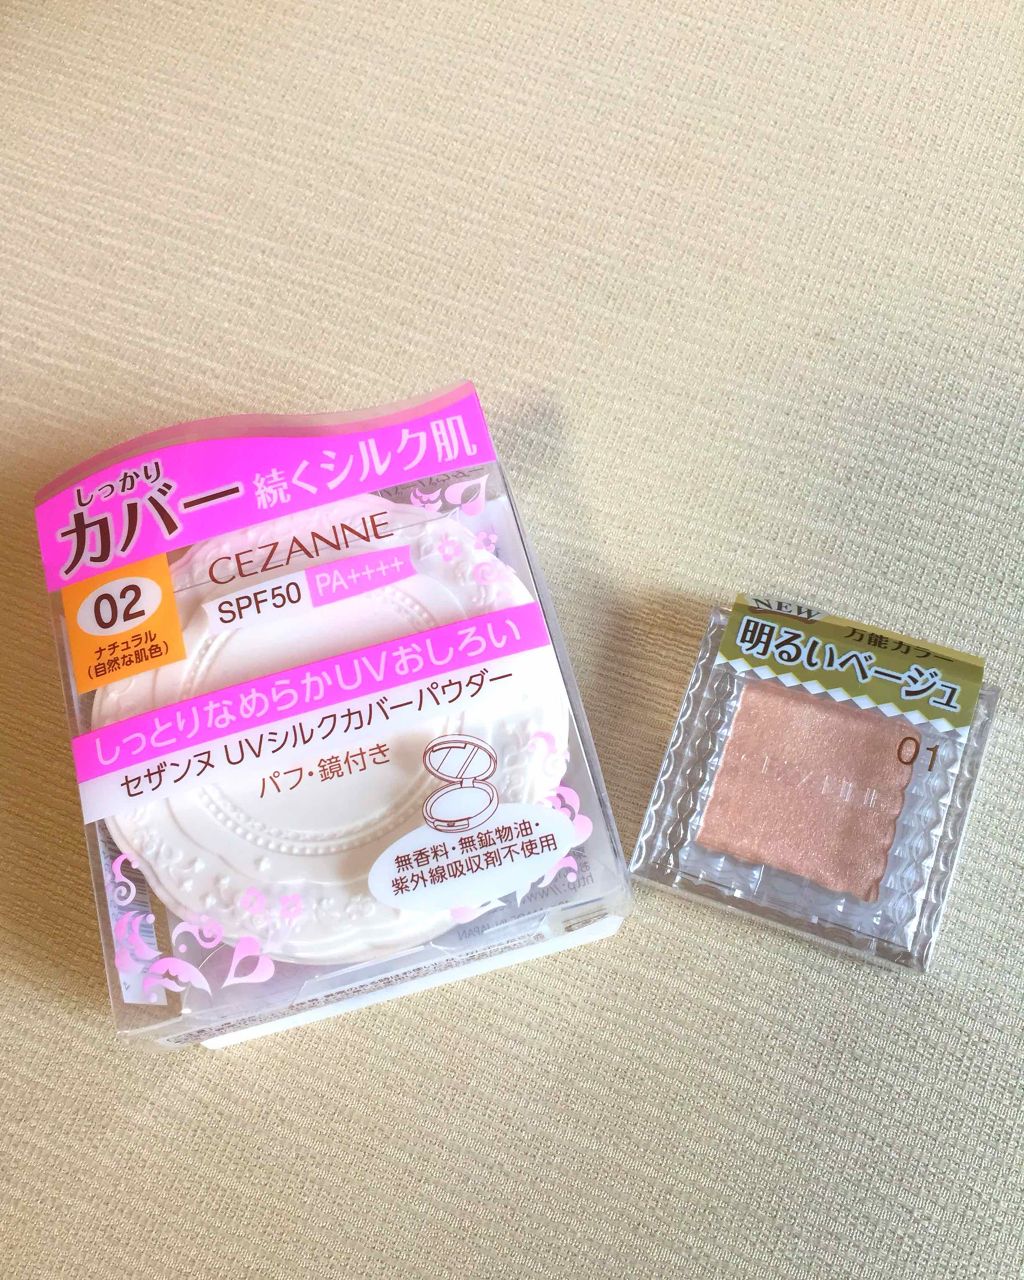 しっかり
カバー 続くシルク肌
CEZANNE
SPF50 PA++++
02
ナチュラル
(自然な肌色)
しっとりなめらかUVおしろい
セザンヌ UVシルクカバーパウダー
パフ・鏡付き
無香料・無鉱物油・
紫外線吸収剤不使用
NEW 万能カラー
明るいベージュ
01